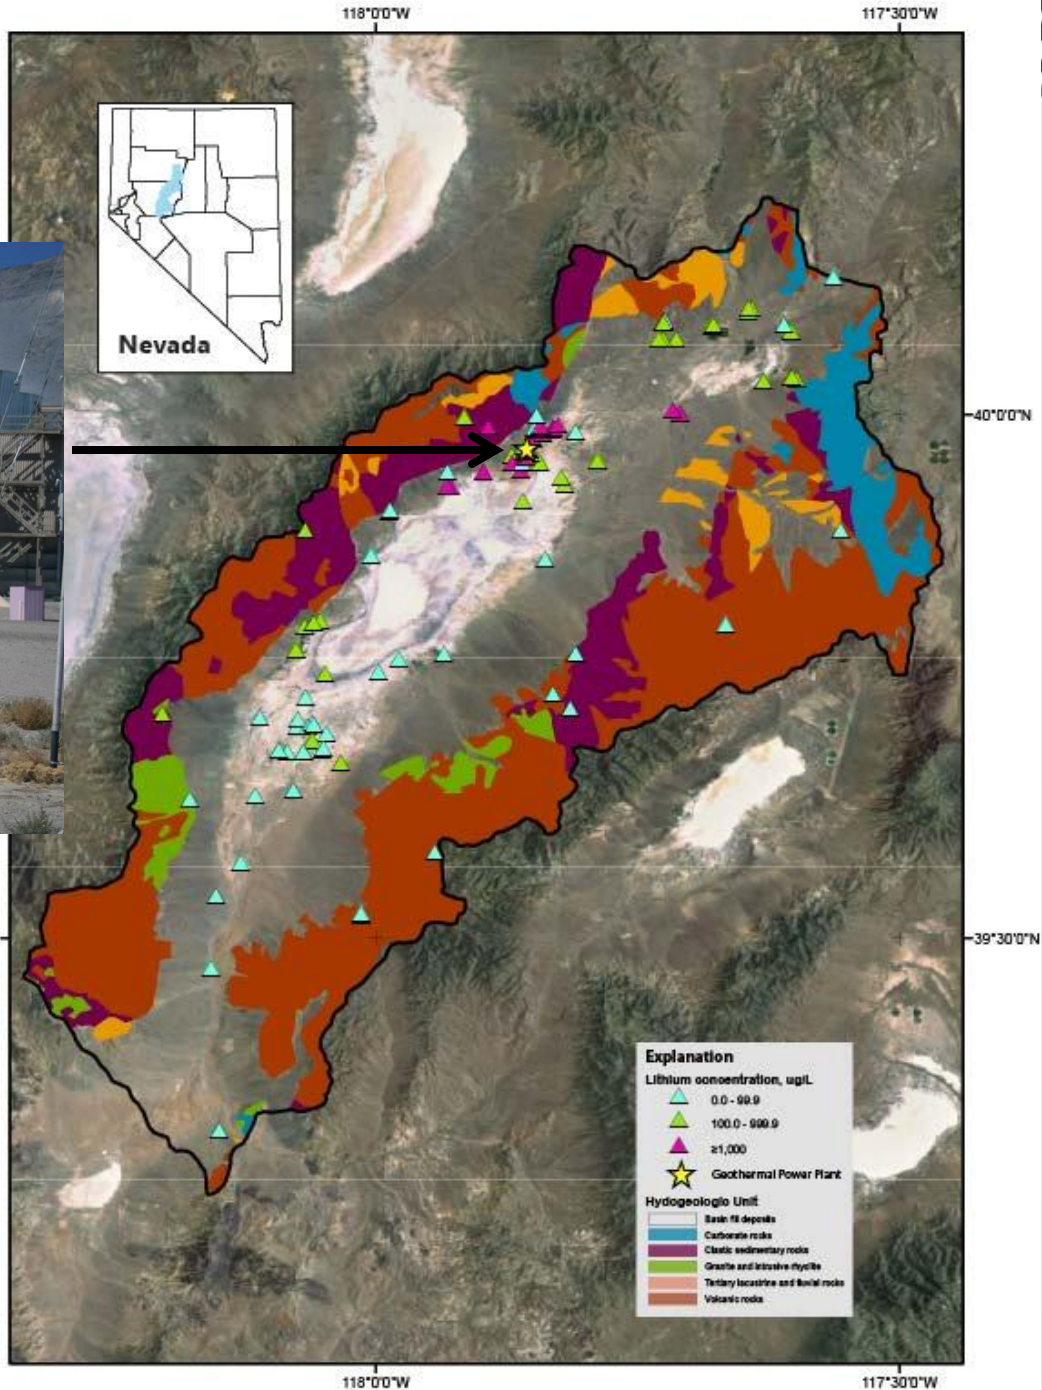 118°0'0"W
117°30'0"W
Nevada
40°0'0"N
39°30'0"N
Explanation
Lithium concentration, ug/L
0.0 - 99.9
100.0 - 999.9
≥1,000
Geothermal Power Plant
Hydogeologic Unit
Basin fill deposits
Carbonate rocks
Clastic sedimentary rocks
Granite and intrusive rhyolite
Tertiary lacustrine and fluvial rocks
Volcanic rocks
118°0'0"W
117°30'0"W